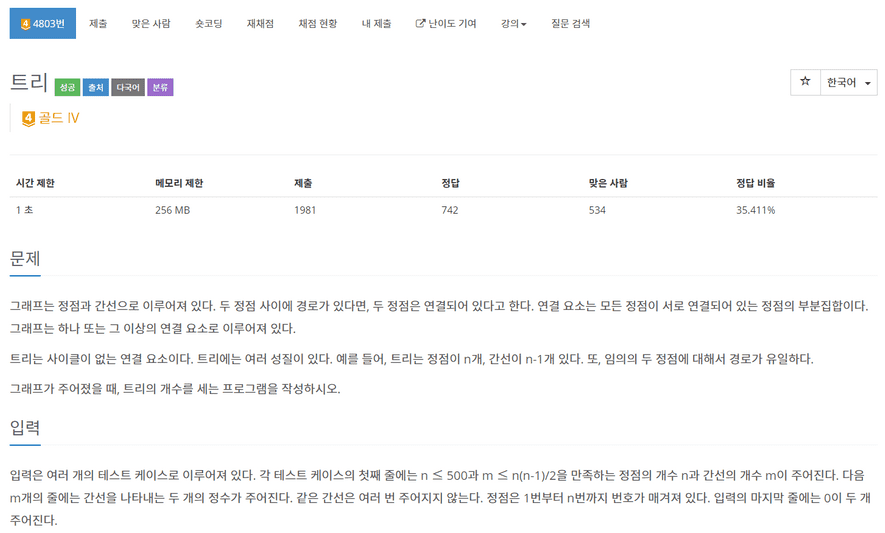 4803번 제출 맞은 사람 숏코딩 재채점 채점 현황 내 제출 난이도 기여 강의 질문 검색
트리 성공 출처 다국어 분류 한국어
4 골드 IV
시간 제한 메모리 제한 제출 정답 맞은 사람 정답 비율
1 초 256 MB 1981 742 534 35.411%
문제
그래프는 정점과 간선으로 이루어져 있다. 두 정점 사이에 경로가 있다면, 두 정점은 연결되어 있다고 한다. 연결 요소는 모든 정점이 서로 연결되어 있는 정점의 부분집합이다.
그래프는 하나 또는 그 이상의 연결 요소로 이루어져 있다.
트리는 사이클이 없는 연결 요소이다. 트리에는 여러 성질이 있다. 예를 들어, 트리는 정점이 n개, 간선이 n-1개 있다. 또, 임의의 두 정점에 대해서 경로가 유일하다.
그래프가 주어졌을 때, 트리의 개수를 세는 프로그램을 작성하시오.
입력
입력은 여러 개의 테스트 케이스로 이루어져 있다. 각 테스트 케이스의 첫째 줄에는 n ≤ 500과 m ≤ n(n-1)/2을 만족하는 정점의 개수 n과 간선의 개수 m이 주어진다. 다음
m개의 줄에는 간선을 나타내는 두 개의 정수가 주어진다. 같은 간선은 여러 번 주어지지 않는다. 정점은 1번부터 n번까지 번호가 매겨져 있다. 입력의 마지막 줄에는 0이 두 개
주어진다.